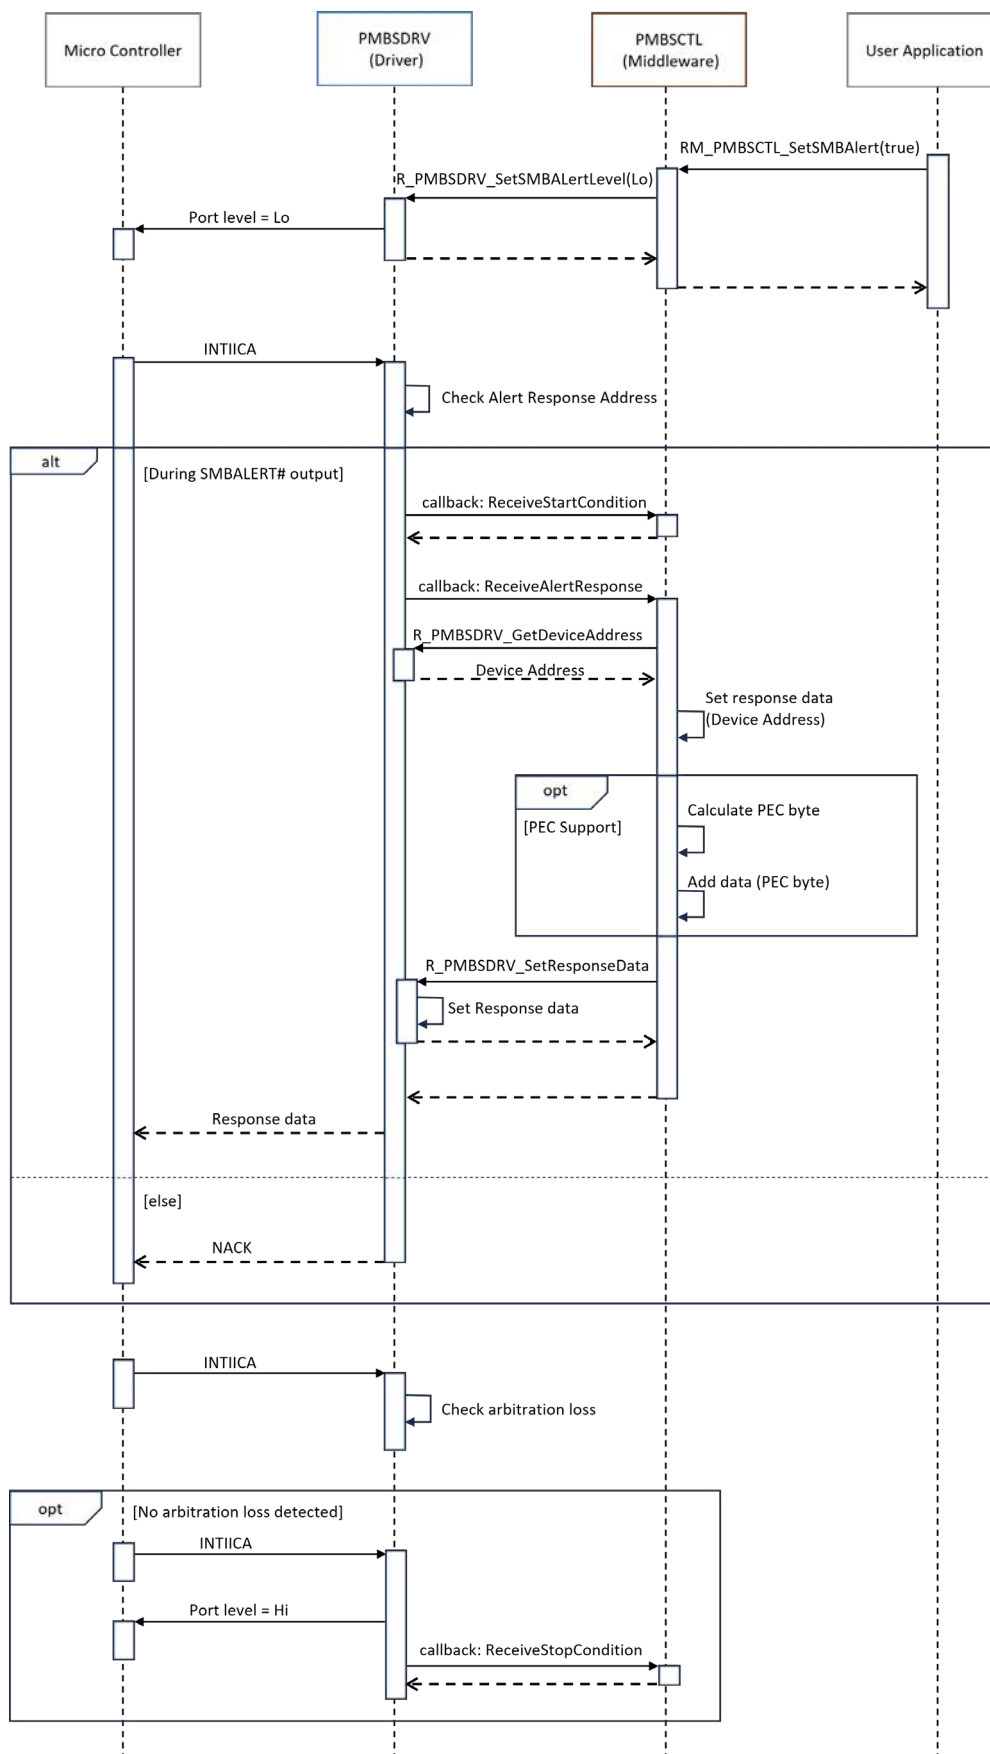 Micro Controller
PMBSDRV
(Driver)
PMBSCTL
(Middleware)
User Application
RM_PMBSCTL_SetSMBAlert(true)
R_PMBSDRV_SetSMBALertLevel(Lo)
Port level = Lo
INTIICA
Check Alert Response Address
alt
[During SMBALERT# output]
callback: ReceiveStartCondition
callback: ReceiveAlertResponse
R_PMBSDRV_GetDeviceAddress
Device Address
Set response data
(Device Address)
opt
[PEC Support]
Calculate PEC byte
Add data (PEC byte)
R_PMBSDRV_SetResponseData
Set Response data
Response data
[else]
NACK
INTIICA
Check arbitration loss
opt
[No arbitration loss detected]
INTIICA
Port level = Hi
callback: ReceiveStopCondition